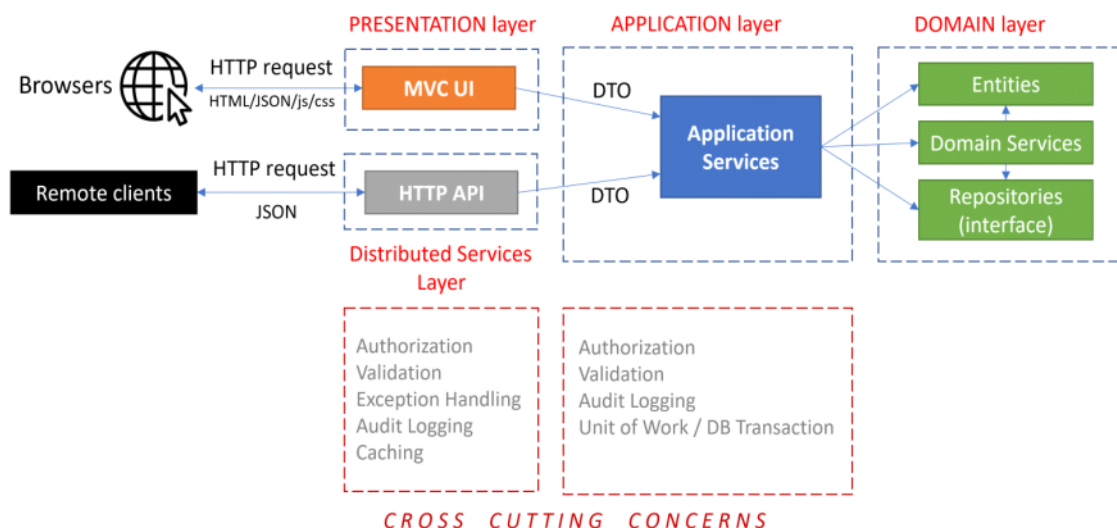 PRESENTATION layer
APPLICATION layer
DOMAIN layer
Browsers
HTTP request
HTML/JSON/js/css
MVC UI
DTO
Application
Services
Entities
Domain Services
Repositories
(interface)
Remote clients
HTTP request
JSON
HTTP API
DTO
Distributed Services
Layer
Authorization
Validation
Exception Handling
Audit Logging
Caching
Authorization
Validation
Audit Logging
Unit of Work / DB Transaction
CROSS CUTTING CONCERNS